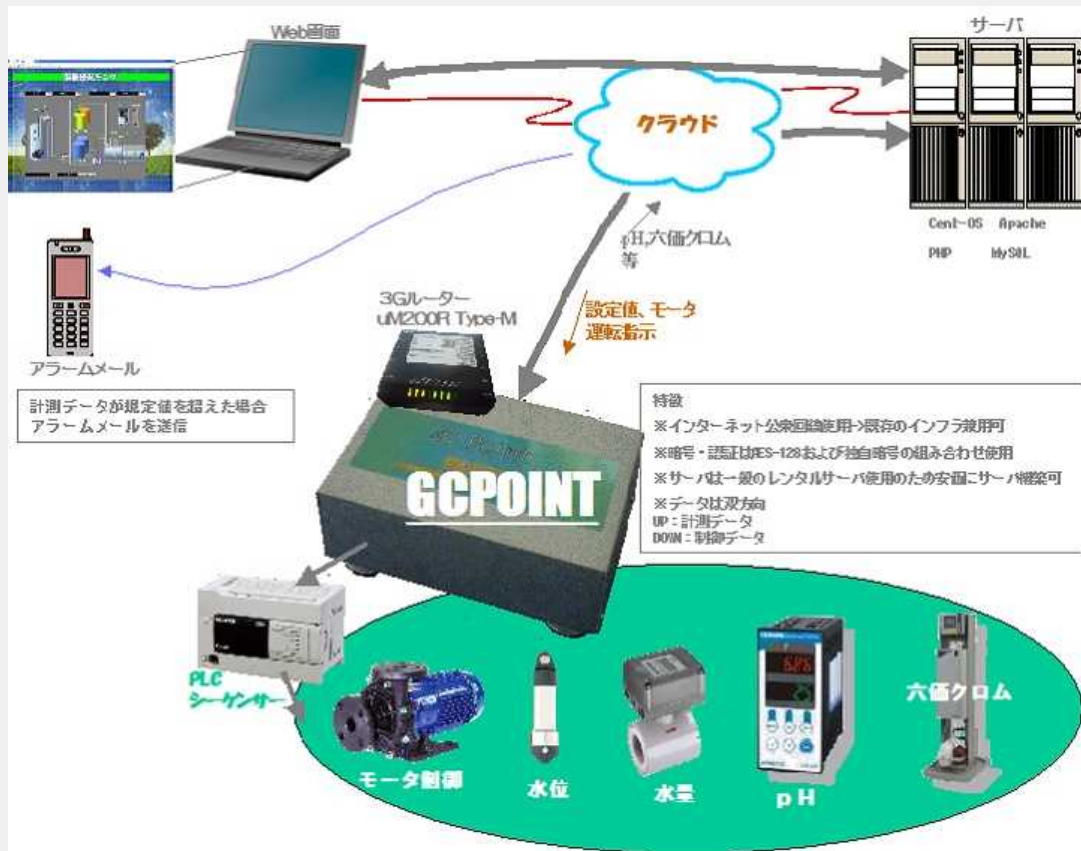 Web画面
サーバ
クラウド
Cent-OS Apache
PHP MySQL
pH,六価クロム
等
3Gルーター
uM200R Type-M
設定値、モータ
運転指示
アラームメール
計測データが規定値を超えた場合
アラームメールを送信
特徴
※インターネット公衆回線使用->既存のインフラ兼用可
※暗号・認証はAES-128および独自暗号の組み合わせ使用
※サーバは一般のレンタルサーバ使用のため安価にサーバ構築可
※データは双方向
UP:計測データ
DOWN:制御データ
GCPOINT
PLC
シーケンサー
六価クロム
モータ制御
水位
水量
pH